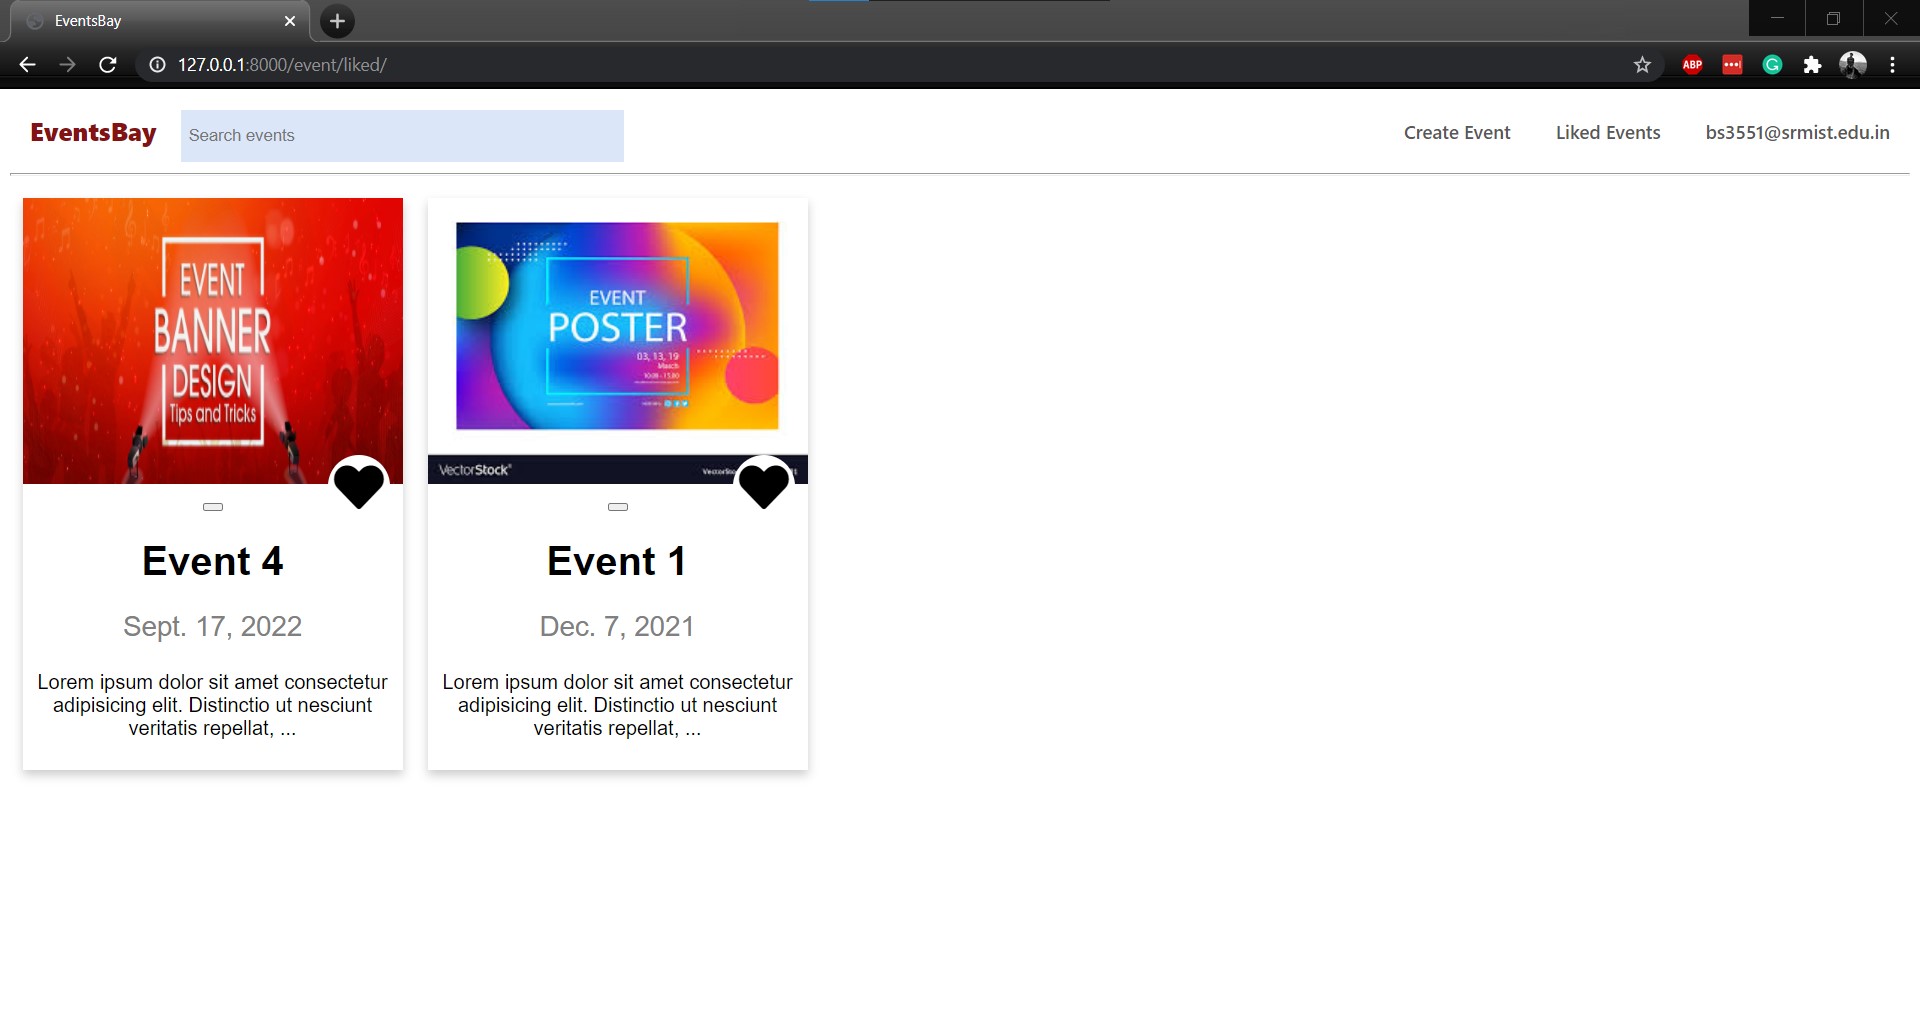 EventsBay
127.0.0.1:8000/event/liked/
ABP
EventsBay
Search events
Create Event
Liked Events
bs3551@srmist.edu.in
EVENT
BANNER
DESIGN
Tips and Tricks
EVENT
POSTER
03, 13, 19
March
VectorStock®
Event 4
Sept. 17, 2022
Lorem ipsum dolor sit amet consectetur
adipisicing elit. Distinctio ut nesciunt
veritatis repellat, ...
Event 1
Dec. 7, 2021
Lorem ipsum dolor sit amet consectetur
adipisicing elit. Distinctio ut nesciunt
veritatis repellat, ...